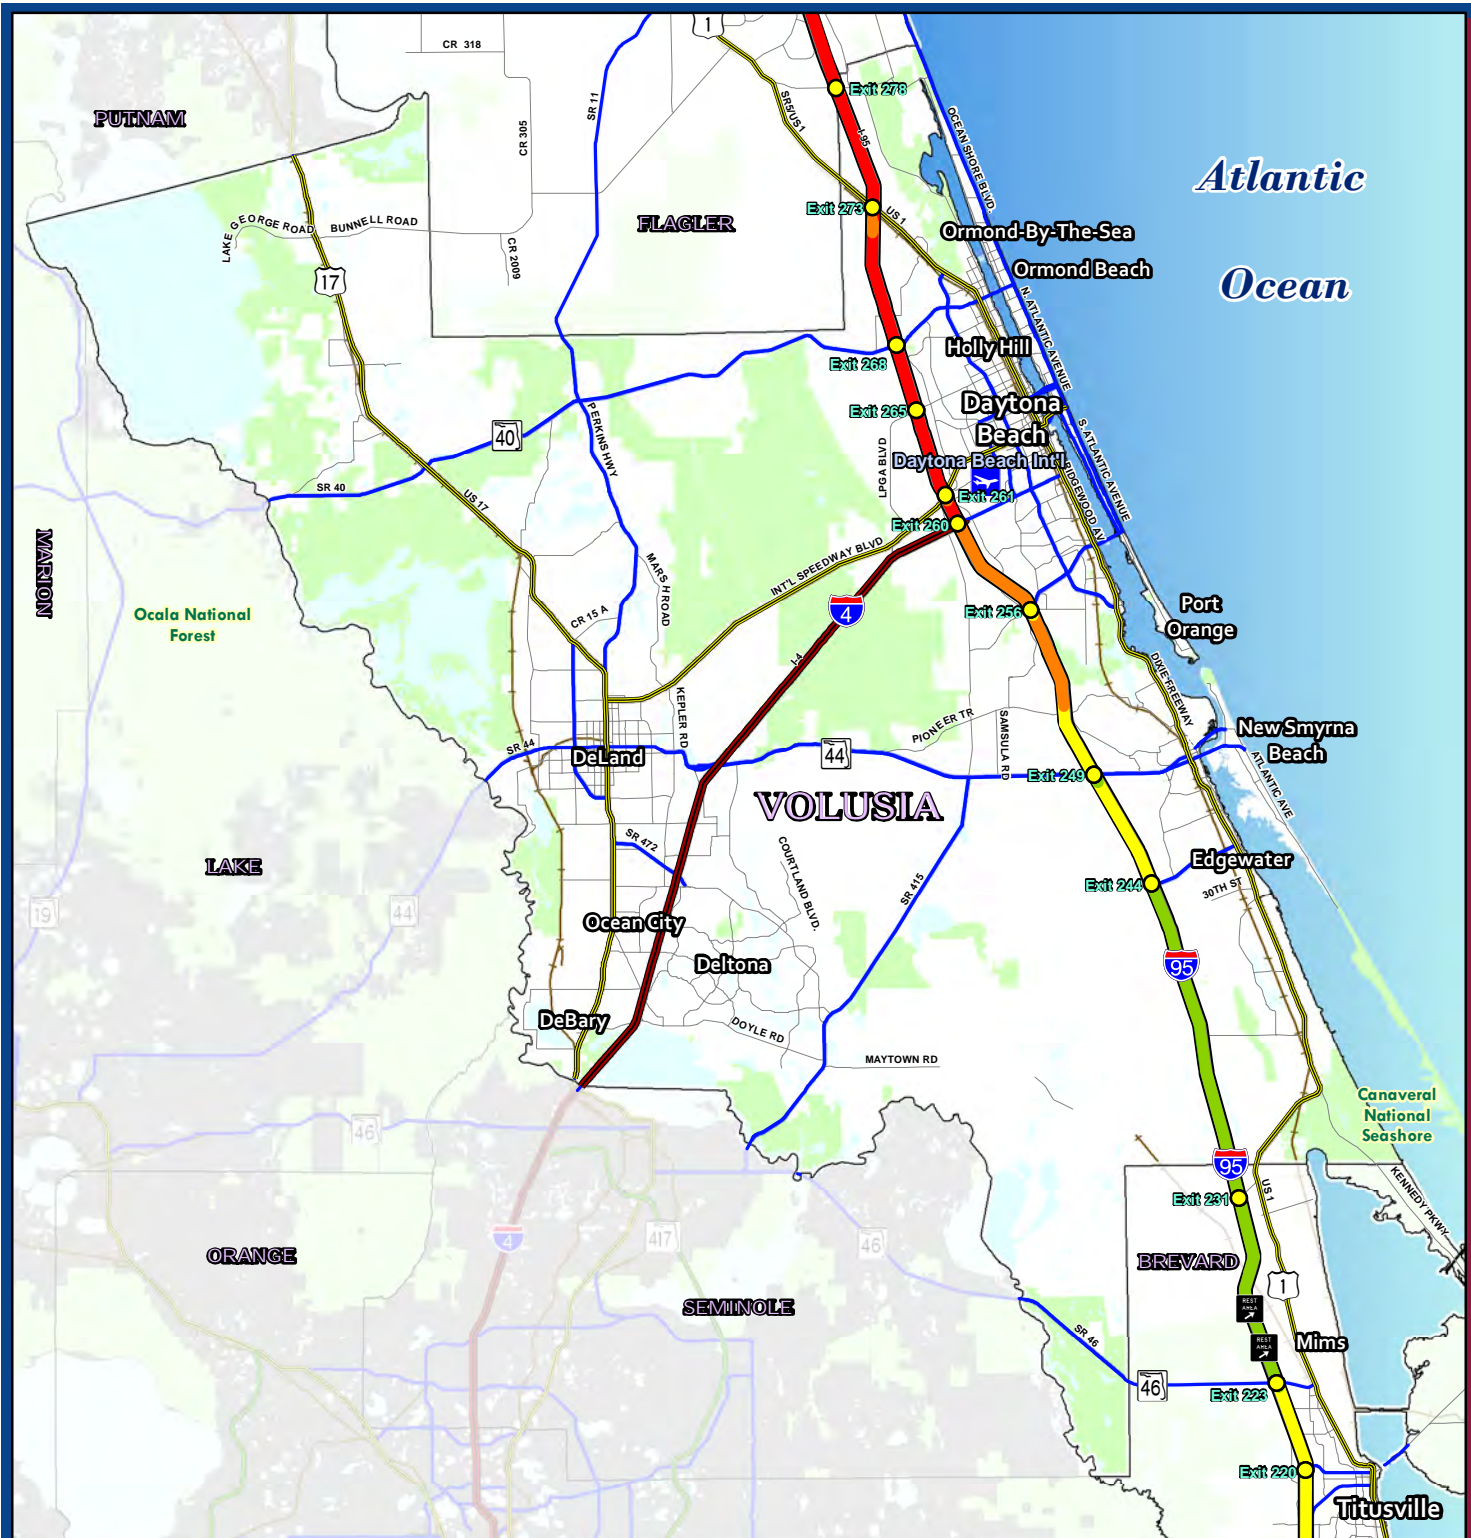 1
CR 318
SR 11
Exit 278
PUTNAM
SR5/US1
OCEAN SHORE BLVD.
CR 305
I-95
Atlantic
Exit 273
US 1
LAKE GEORGE ROAD
BUNNELL ROAD
FLAGLER
Ormond-By-The-Sea
CR 2009
Ormond Beach
17
Ocean
N. ATLANTIC AVENUE
Holly Hill
Exit 268
PERKINS HWY
Exit 265
Daytona
Beach
S. ATLANTIC AVENUE
40
LPGA BLVD
Daytona Beach Int'l
SR 40
US 17
Exit 261
RIDGEWOOD AV
Exit 260
MARION
INT'L SPEEDWAY BLVD
MARSH ROAD
Ocala National
Forest
CR 15 A
4
Exit 256
Port
Orange
I-4
DIXIE FREEWAY
KEPLER RD
PIONEER TR
SAMSULA RD
New Smyrna
Beach
SR 44
DeLand
44
Exit 249
ATLANTIC AVE
VOLUSIA
SR 472
COURTLAND BLVD.
Edgewater
LAKE
Exit 244
30TH ST
SR 415
19
44
Ocean City
Deltona
95
DeBary
DOYLE RD
MAYTOWN RD
Canaveral
National
Seashore
46
95
KENNEDY PKWY
Exit 231
US 1
4
417
46
ORANGE
BREVARD
1
SEMINOLE
REST
AREA
SR 46
REST
AREA
Mims
46
Exit 223
Exit 220
Titusville